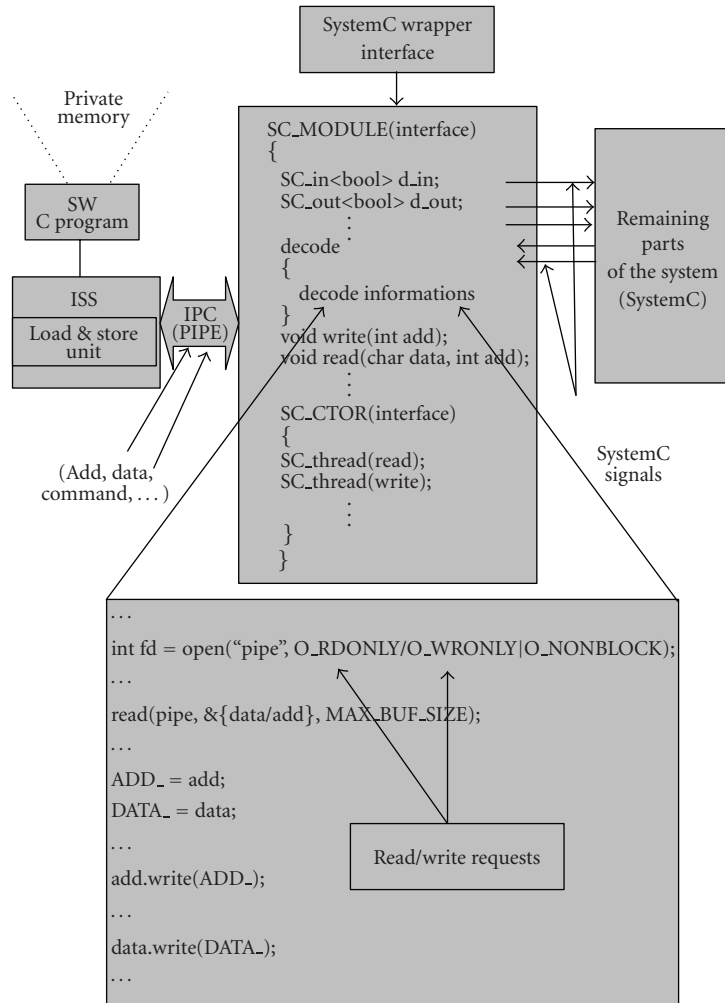 SystemC wrapper
interface
Private
memory
SW
C program
ISS
Load & store
unit
IPC
(PIPE)
(Add, data,
command, . . . )
SC_MODULE(interface)
{
SC_in<bool> d_in;
SC_out<bool> d_out;
⋮
decode
{
decode informations
}
void write(int add);
void read(char data, int add);
⋮
SC_CTOR(interface)
{
SC_thread(read);
SC_thread(write);
⋮
}
}
Remaining
parts
of the system
(SystemC)
SystemC
signals
. . .
int fd = open(“pipe”, O_RDONLY/O_WRONLY|O_NONBLOCK);
. . .
read(pipe, &{data/add}, MAX_BUF_SIZE);
. . .
ADD_ = add;
DATA_ = data;
. . .
add.write(ADD_);
. . .
data.write(DATA_);
. . .
Read/write requests